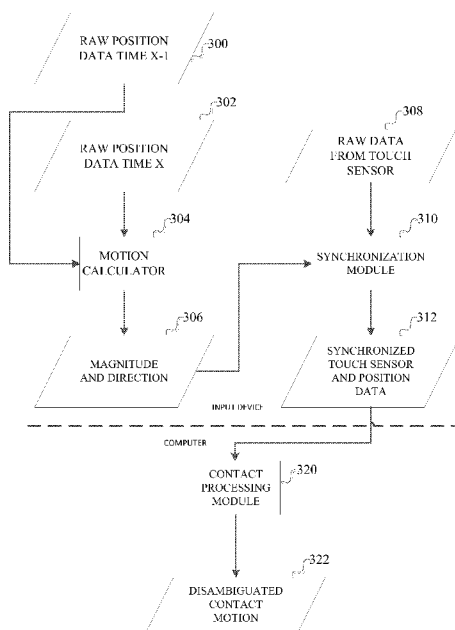 RAW POSITION
DATA TIME X-1
300
302
RAW POSITION
DATA TIME X
308
RAW DATA
FROM TOUCH
SENSOR
304
MOTION
CALCULATOR
310
SYNCHRONIZATION
MODULE
306
MAGNITUDE
AND DIRECTION
312
SYNCHRONIZED
TOUCH SENSOR
AND POSITION
DATA
INPUT DEVICE
COMPUTER
CONTACT
PROCESSING
MODULE
320
322
DISAMBIGUATED
CONTACT
MOTION